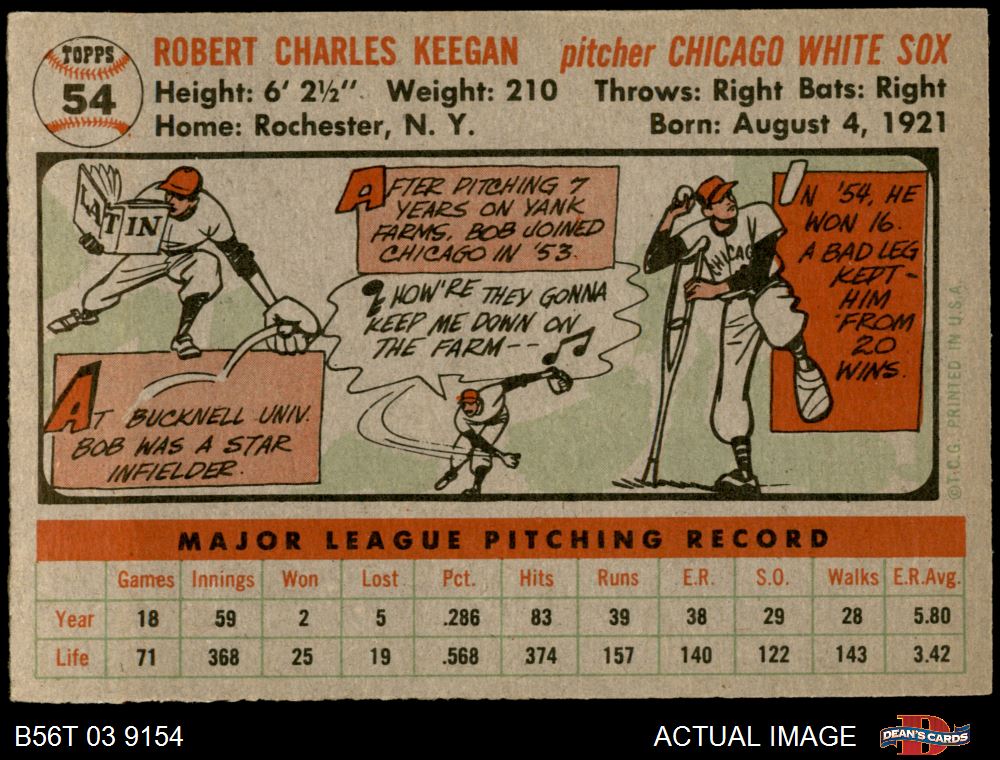 TOPPS
54
ROBERT CHARLES KEEGAN pitcher CHICAGO WHITE SOX
Height: 6' 2½" Weight: 210 Throws: Right Bats: Right
Home: Rochester, N. Y. Born: August 4, 1921
LATIN
AT BUCKNELL UNIV.
BOB WAS A STAR
INFIELDER.
AFTER PITCHING 7
YEARS ON YANK
FARMS, BOB JOINED
CHICAGO IN '53.
HOW'RE THEY GONNA
KEEP ME DOWN ON
THE FARM--
CHICAGO
IN '54, HE
WON 16.
A BAD LEG
KEPT-
HIM
FROM
20
WINS.
©T.C.G. PRINTED IN U.S.A.
MAJOR LEAGUE PITCHING RECORD
Games Innings Won Lost Pct. Hits Runs E.R. S.O. Walks E.R.Avg.
Year 18 59 2 5 .286 83 39 38 29 28 5.80
Life 71 368 25 19 .568 374 157 140 122 143 3.42
B56T 03 9154 ACTUAL IMAGE D DEAN'S CARDS